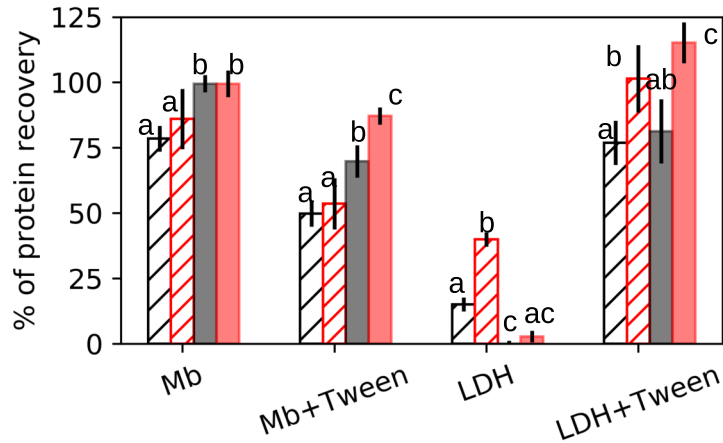 % of protein recovery
125
100
75
50
25
0
a
a
b
b
a
a
b
c
a
b
c
ac
a
b
ab
c
Mb
Mb+Tween
LDH
LDH+Tween